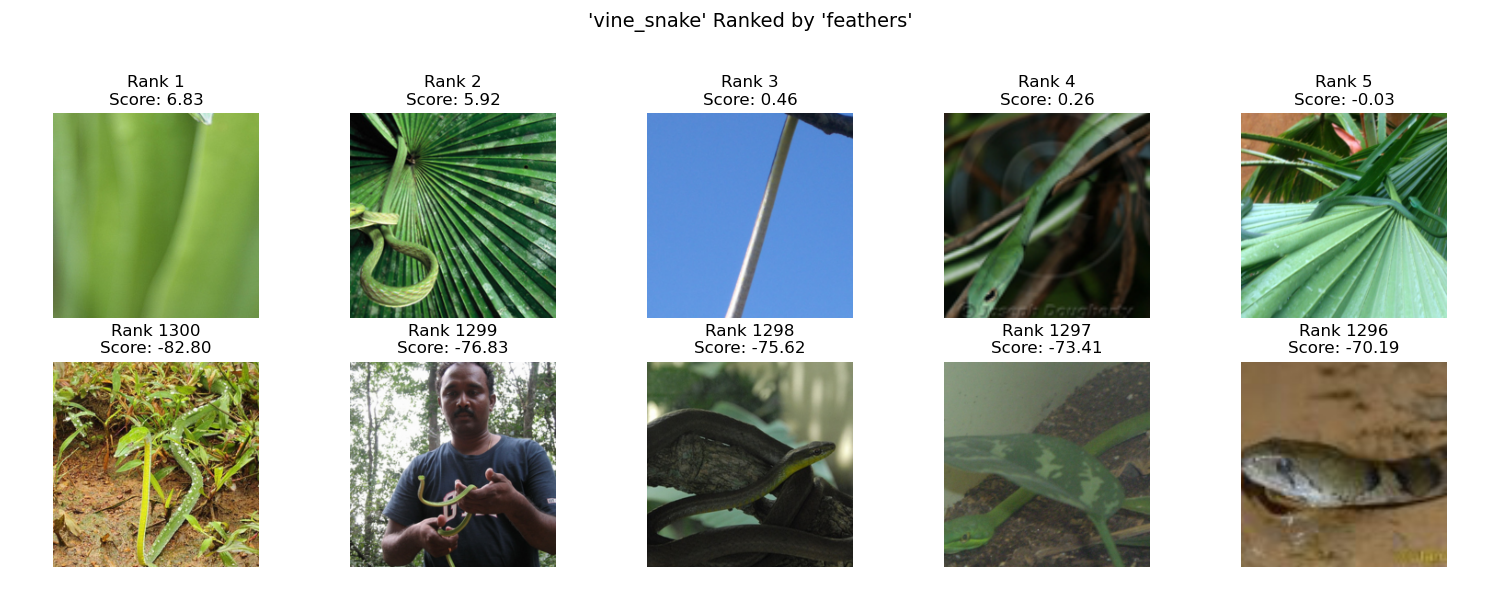 'vine_snake' Ranked by 'feathers'
Rank 1
Score: 6.83
Rank 2
Score: 5.92
Rank 3
Score: 0.46
Rank 4
Score: 0.26
Rank 5
Score: -0.03
Rank 1300
Score: -82.80
Rank 1299
Score: -76.83
Rank 1298
Score: -75.62
Rank 1297
Score: -73.41
Rank 1296
Score: -70.19